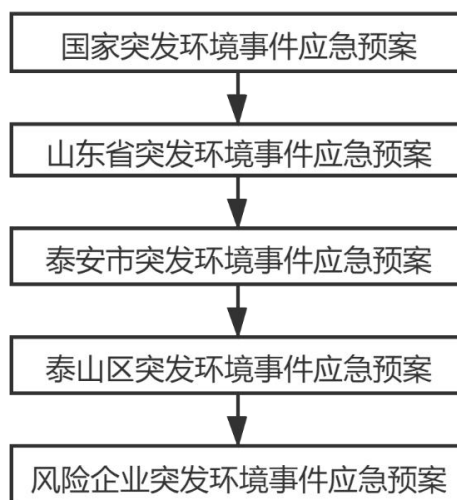 国家突发环境事件应急预案
山东省突发环境事件应急预案
泰安市突发环境事件应急预案
泰山区突发环境事件应急预案
风险企业突发环境事件应急预案